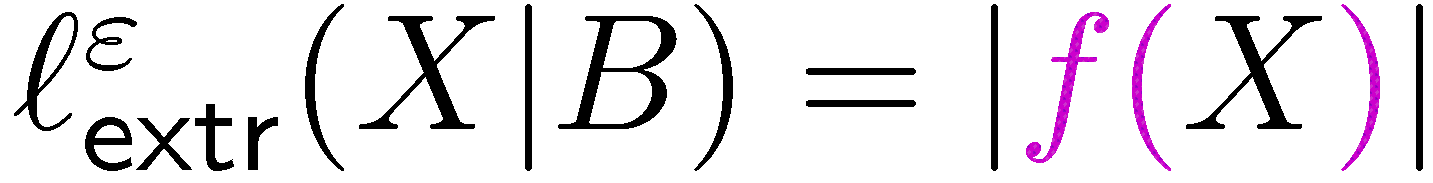 ℓ^ε_extr(X|B) = |f(X)|